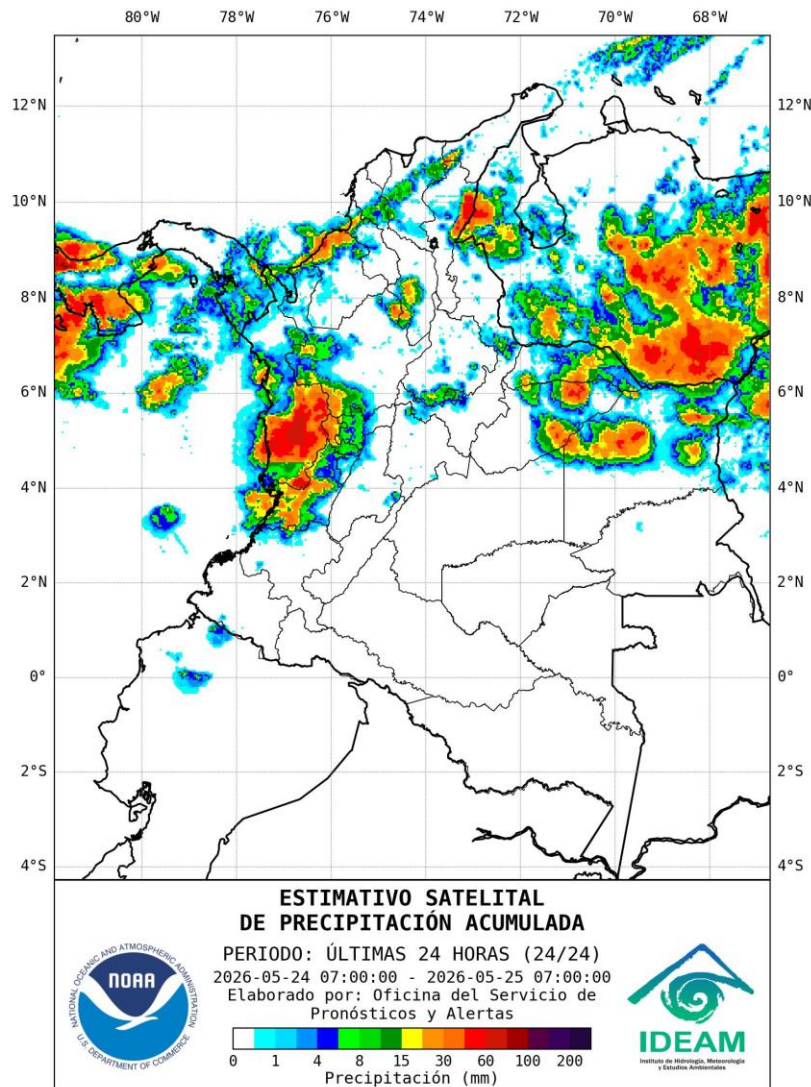 80°W 78°W 76°W 74°W 72°W 70°W 68°W
12°N 12°N
10°N 10°N
8°N 8°N
6°N 6°N
4°N 4°N
2°N 2°N
0° 0°
2°S 2°S
4°S 4°S
ESTIMATIVO SATELITAL
DE PRECIPITACIÓN ACUMULADA
PERIODO: ÚLTIMAS 24 HORAS (24/24)
2026-05-24 07:00:00 - 2026-05-25 07:00:00
Elaborado por: Oficina del Servicio de
Pronósticos y Alertas
0 1 4 8 15 30 60 100 200
Precipitación (mm)
NATIONAL OCEANIC AND ATMOSPHERIC ADMINISTRATION
NOAA
U.S. DEPARTMENT OF COMMERCE
IDEAM
Instituto de Hidrología, Meteorología
y Estudios Ambientales